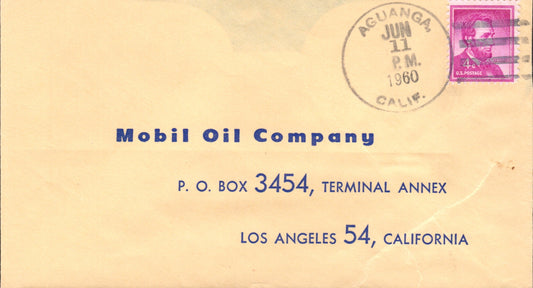 AGUANGA,
JUN
11
P.M.
1960
CALIF.
4¢
U.S. POSTAGE
Mobil Oil Company
P. O. BOX 3454, TERMINAL ANNEX
LOS ANGELES 54, CALIFORNIA